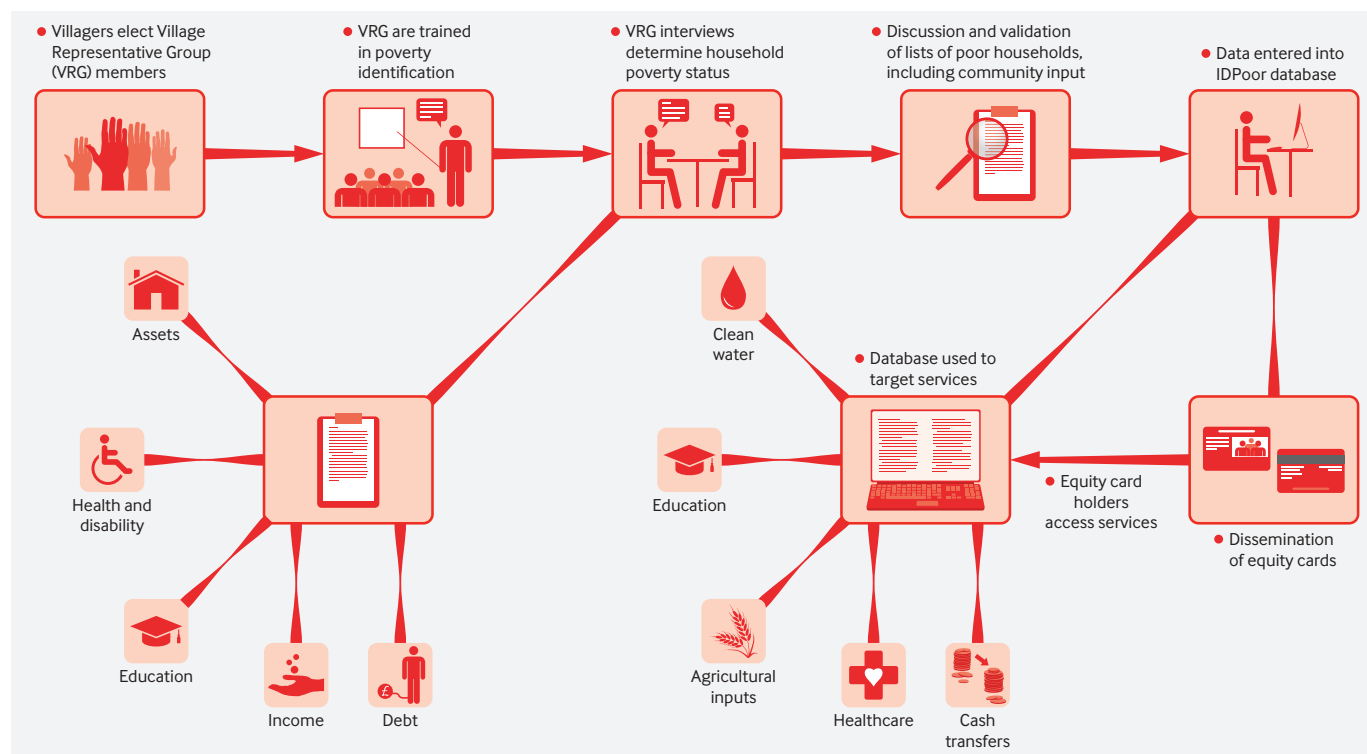 Villagers elect Village
Representative Group
(VRG) members
VRG are trained
in poverty
identification
VRG interviews
determine household
poverty status
Discussion and validation
of lists of poor households,
including community input
Data entered into
IDPoor database
Assets
Health and
disability
Education
Income
£
Debt
Clean
water
Database used to
target services
Education
Agricultural
inputs
Healthcare
Cash
transfers
Equity card
holders
access services
Dissemination
of equity cards